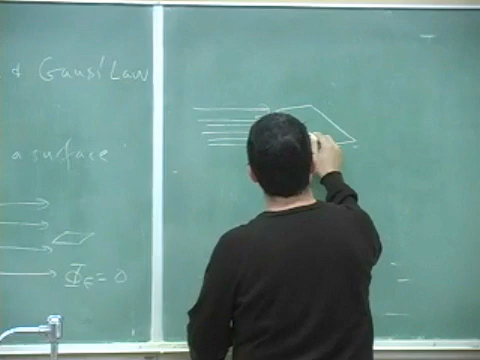 & Gauss' Law
a surface
Φ_E = 0